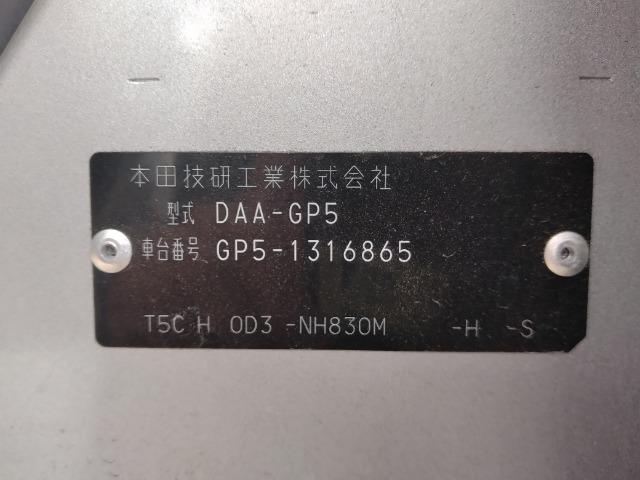 本田技研工業株式会社
型式 DAA-GP5
車台番号 GP5-1316865
T5C H 0D3 -NH830M -H -S